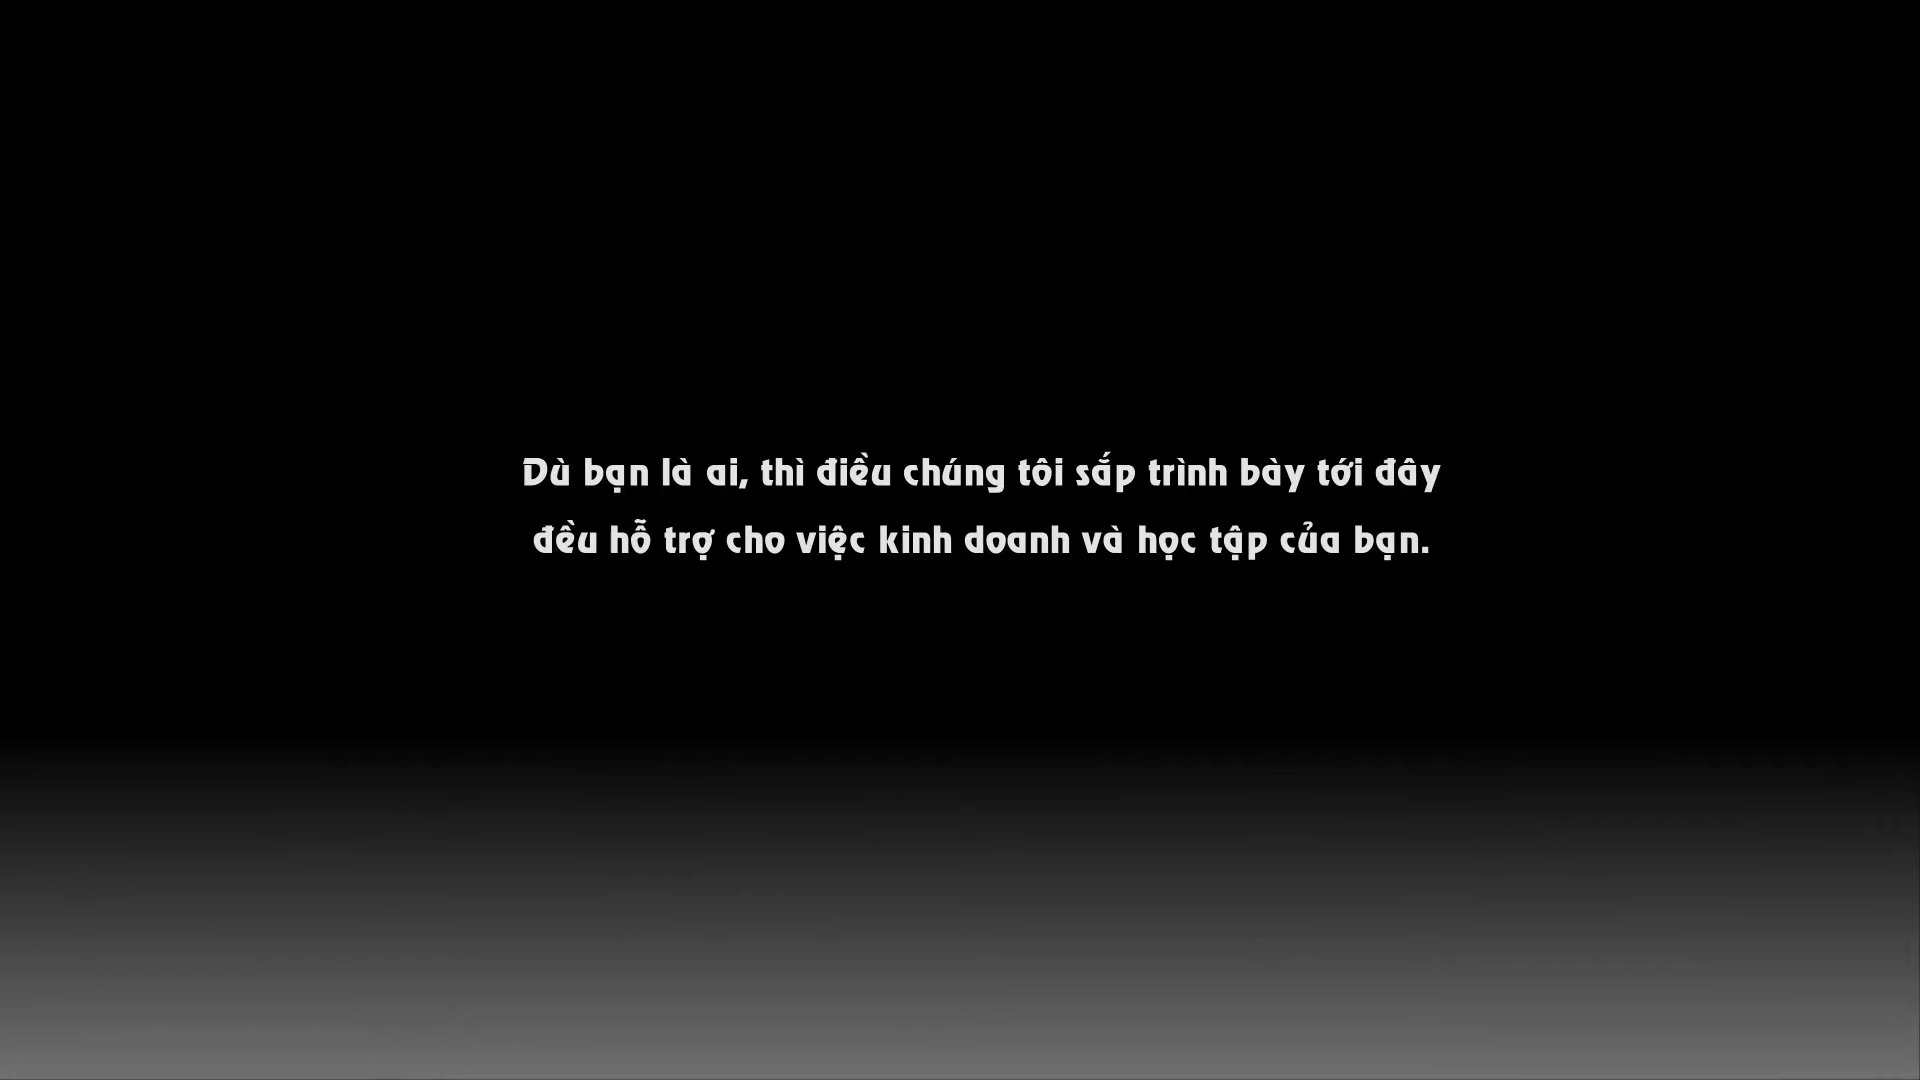 Dù bạn là ai, thì điều chúng tôi sắp trình bày tới đây
đều hỗ trợ cho việc kinh doanh và học tập của bạn.